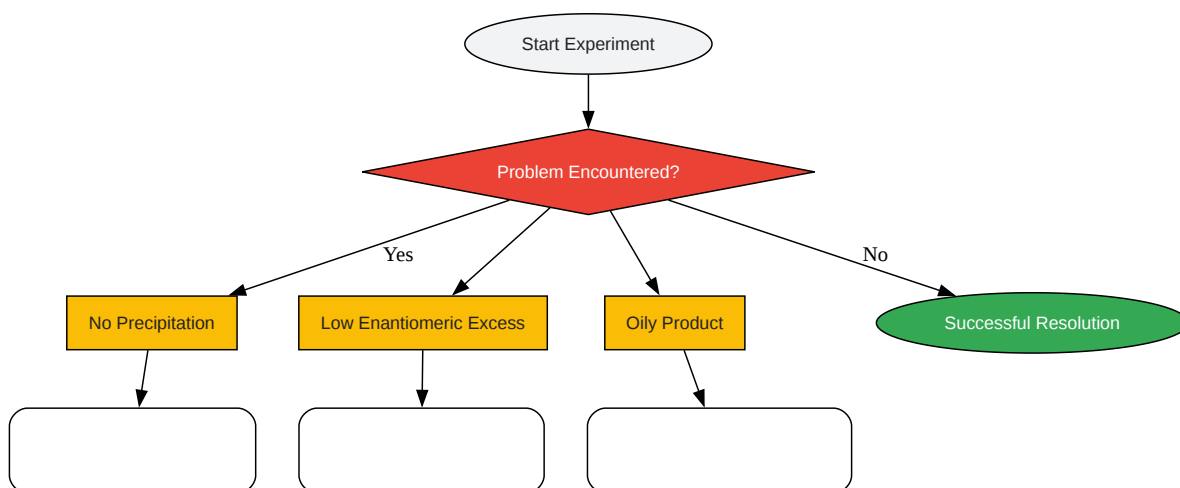 Start Experiment
Problem Encountered?
Yes
No
No Precipitation
Low Enantiomeric Excess
Oily Product
Successful Resolution